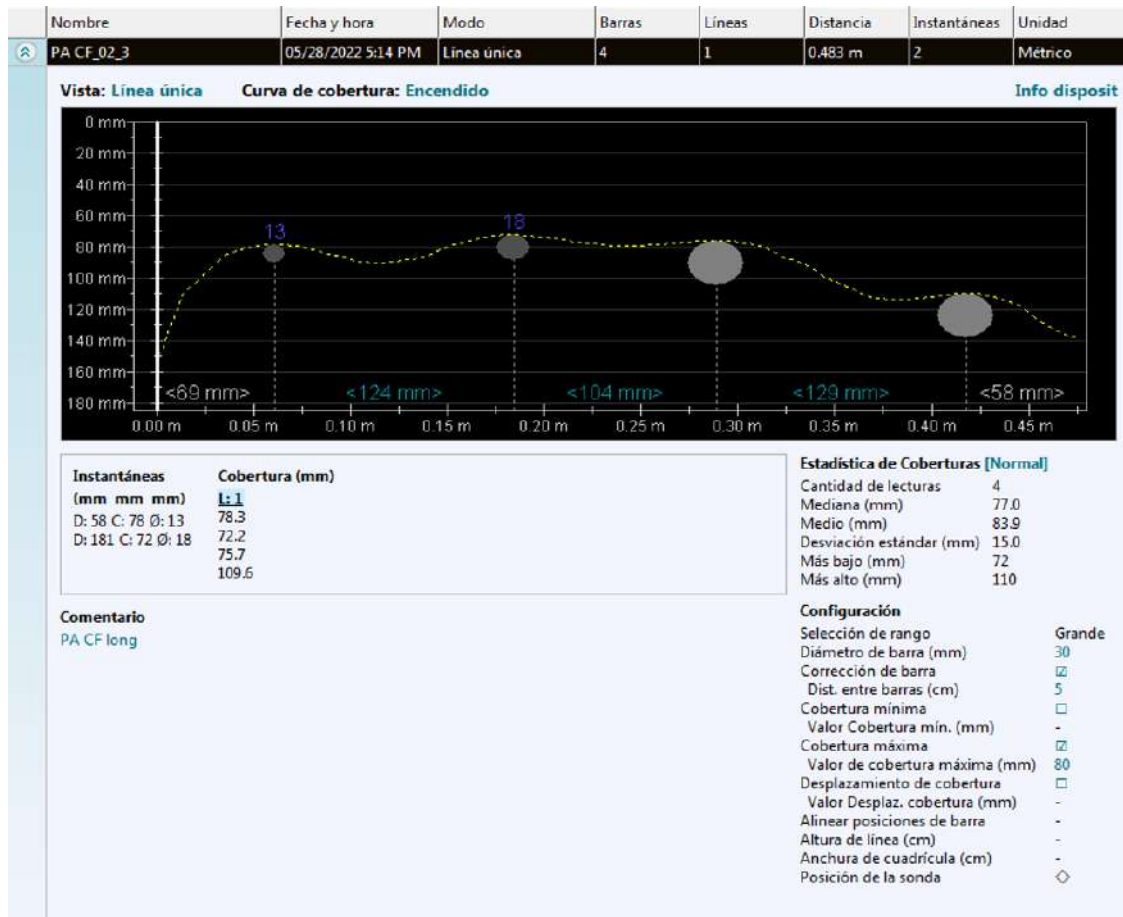 Nombre Fecha y hora Modo Barras Líneas Distancia Instantáneas Unidad
PA CF_02_3 05/28/2022 5:14 PM Línea única 4 1 0.483 m 2 Métrico
Vista: Línea única Curva de cobertura: Encendido Info disposit
0 mm
20 mm
40 mm
60 mm
80 mm
100 mm
120 mm
140 mm
160 mm
180 mm
13
18
<69 mm> <124 mm> <104 mm> <129 mm> <58 mm>
0.00 m 0.05 m 0.10 m 0.15 m 0.20 m 0.25 m 0.30 m 0.35 m 0.40 m 0.45 m
Instantáneas Cobertura (mm)
(mm mm mm) L: 1
D: 58 C: 78 Ø: 13 78.3
D: 181 C: 72 Ø: 18 72.2
75.7
109.6
Comentario
PA CF long
Estadística de Coberturas [Normal]
Cantidad de lecturas 4
Mediana (mm) 77.0
Medio (mm) 83.9
Desviación estándar (mm) 15.0
Más bajo (mm) 72
Más alto (mm) 110
Configuración
Selección de rango Grande
Diámetro de barra (mm) 30
Corrección de barra ☑
Dist. entre barras (cm) 5
Cobertura mínima ☐
Valor Cobertura mín. (mm) -
Cobertura máxima ☑
Valor de cobertura máxima (mm) 80
Desplazamiento de cobertura ☐
Valor Desplaz. cobertura (mm) -
Alinear posiciones de barra -
Altura de línea (cm) -
Anchura de cuadrícula (cm) -
Posición de la sonda ◇